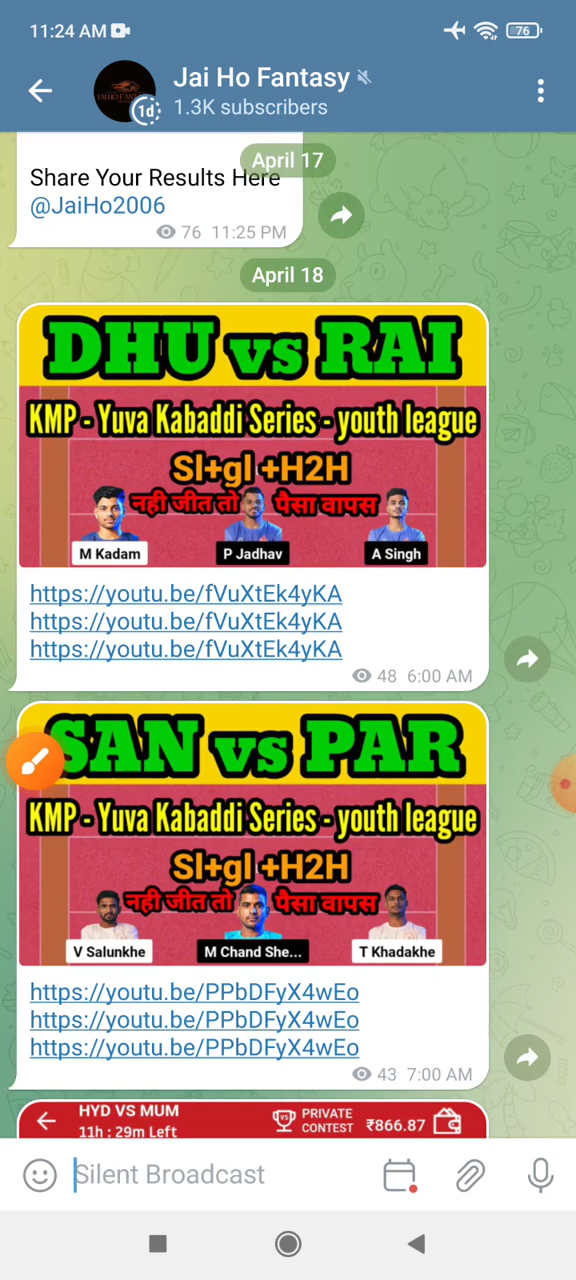 11:24 AM
76
Jai Ho Fantasy
1d
1.3K subscribers
April 17
Share Your Results Here
@JaiHo2006
76 11:25 PM
April 18
DHU vs RAI
KMP - Yuva Kabaddi Series - youth league
Sl+gl +H2H
नही जीत तो पैसा वापस
M Kadam
P Jadhav
A Singh
https://youtu.be/fVuXtEk4yKA
https://youtu.be/fVuXtEk4yKA
https://youtu.be/fVuXtEk4yKA
48 6:00 AM
SAN vs PAR
KMP - Yuva Kabaddi Series - youth league
Sl+gl +H2H
नही जीत तो पैसा वापस
V Salunkhe
M Chand She...
T Khadakhe
https://youtu.be/PPbDFyX4wEo
https://youtu.be/PPbDFyX4wEo
https://youtu.be/PPbDFyX4wEo
43 7:00 AM
HYD VS MUM
11h : 29m Left
VS
PRIVATE
CONTEST
₹866.87
Silent Broadcast